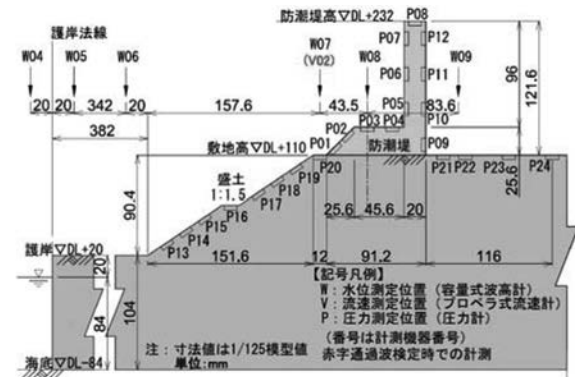 防潮堤高▽DL+232 P08
護岸法線
W04 W05 W06 W07 W08 W09
(V02)
P07 P12
P06 P11
P05 P10
P03 P04
P02
P01
P09
20 20 342 20 157.6 43.5 83.6
382
96
121.6
25.6
敷地高▽DL+110
防潮堤
盛土
1:1.5
P20 P21 P22 P23 P24
P19
P18
P17
P16
P15
P14
P13
25.6 45.6 20
90.4
151.6 12 91.2 116
護岸▽DL+20
20
84
104
海底▽DL-84
【記号凡例】
W：水位測定位置（容量式波高計）
V：流速測定位置（プロペラ式流速計）
P：圧力測定位置（圧力計）
（番号は計測機器番号）
赤字通過波検定時での計測
注：寸法値は1/125模型値
単位:mm